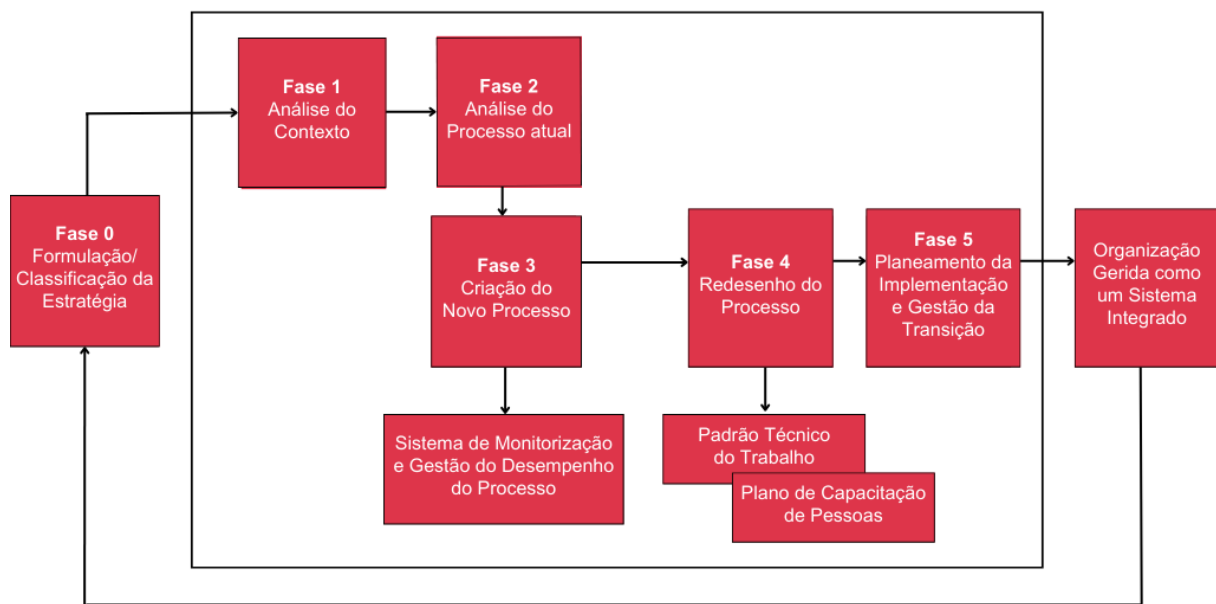 Fase 1
Análise do
Contexto
Fase 2
Análise do
Processo atual
Fase 0
Formulação/
Classificação da
Estratégia
Fase 3
Criação do
Novo Processo
Fase 4
Redesenho do
Processo
Fase 5
Planeamento da
Implementação
e Gestão da
Transição
Organização
Gerida como
um Sistema
Integrado
Sistema de Monitorização
e Gestão do Desempenho
do Processo
Padrão Técnico
do Trabalho
Plano de Capacitação
de Pessoas